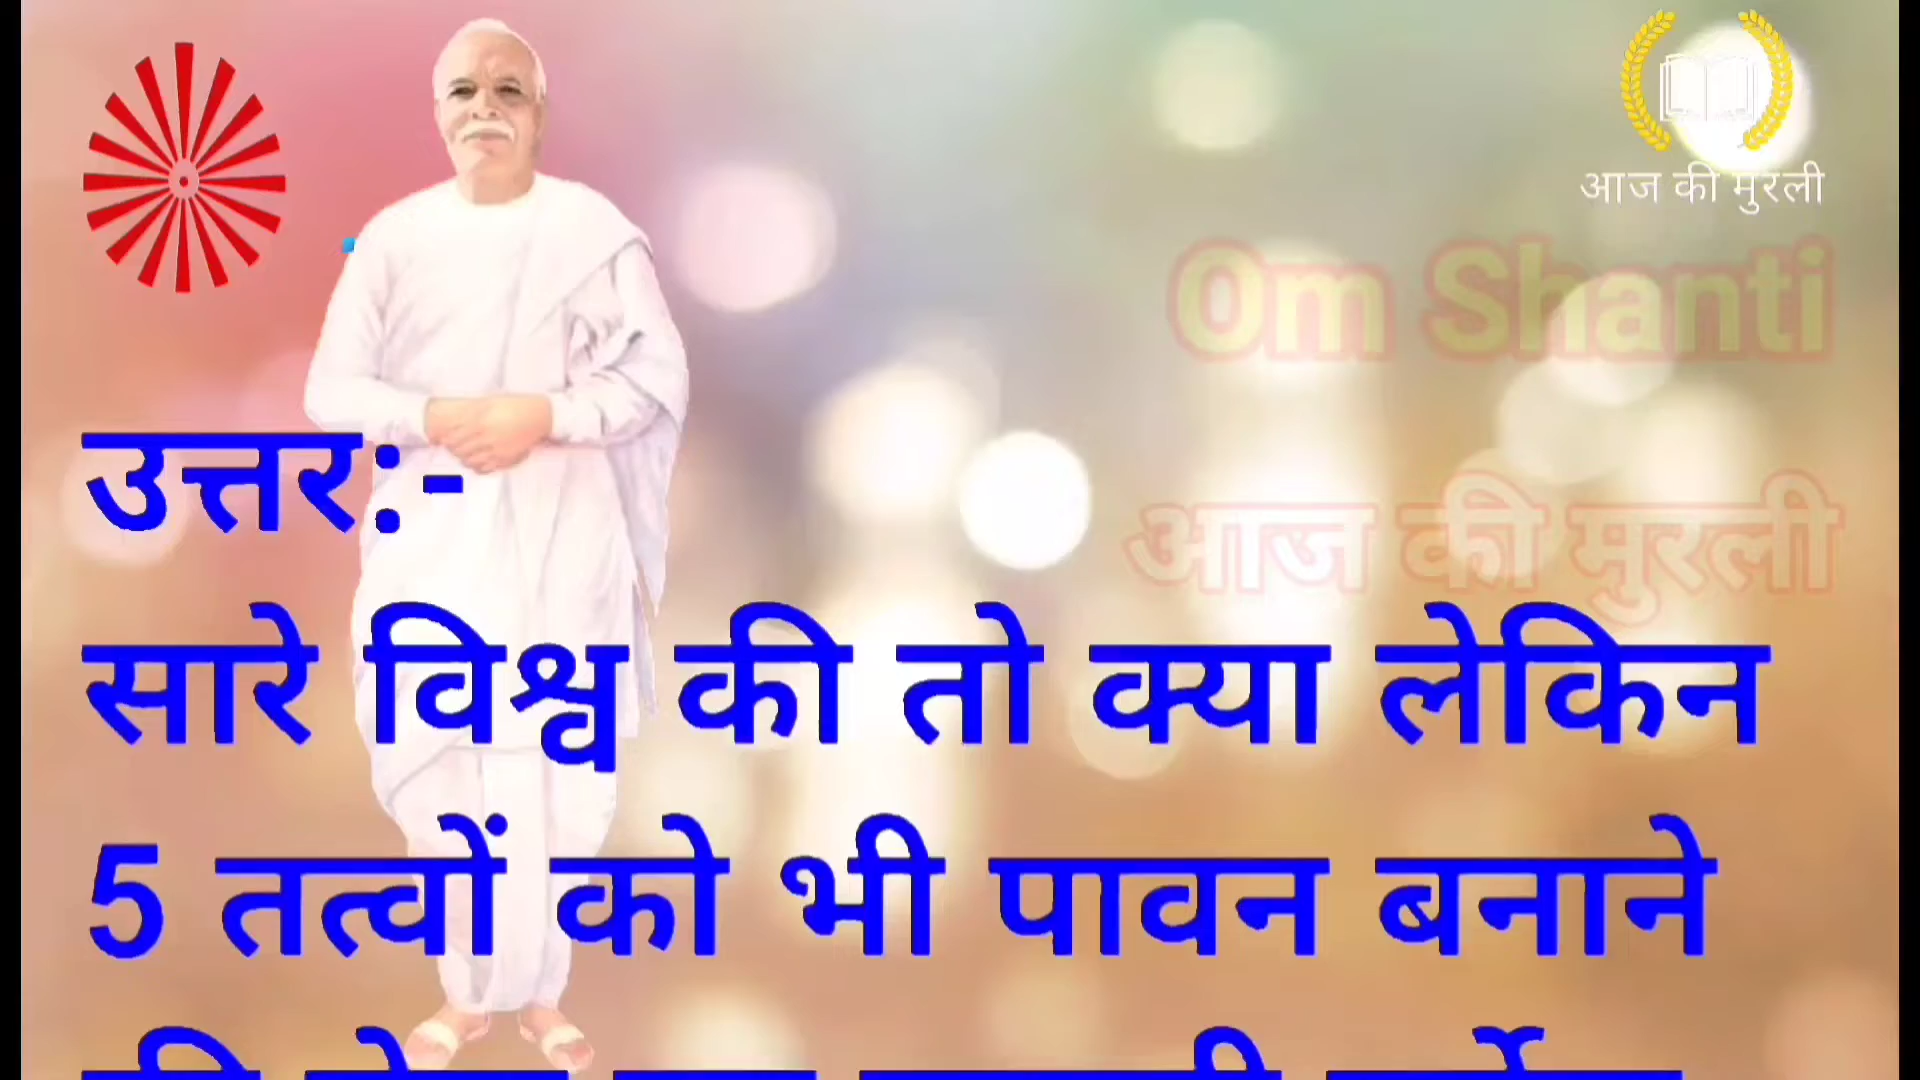 आज की मुरली
Om Shanti
आज की मुरली
उत्तर:-
सारे विश्व की तो क्या लेकिन
5 तत्वों को भी पावन बनाने